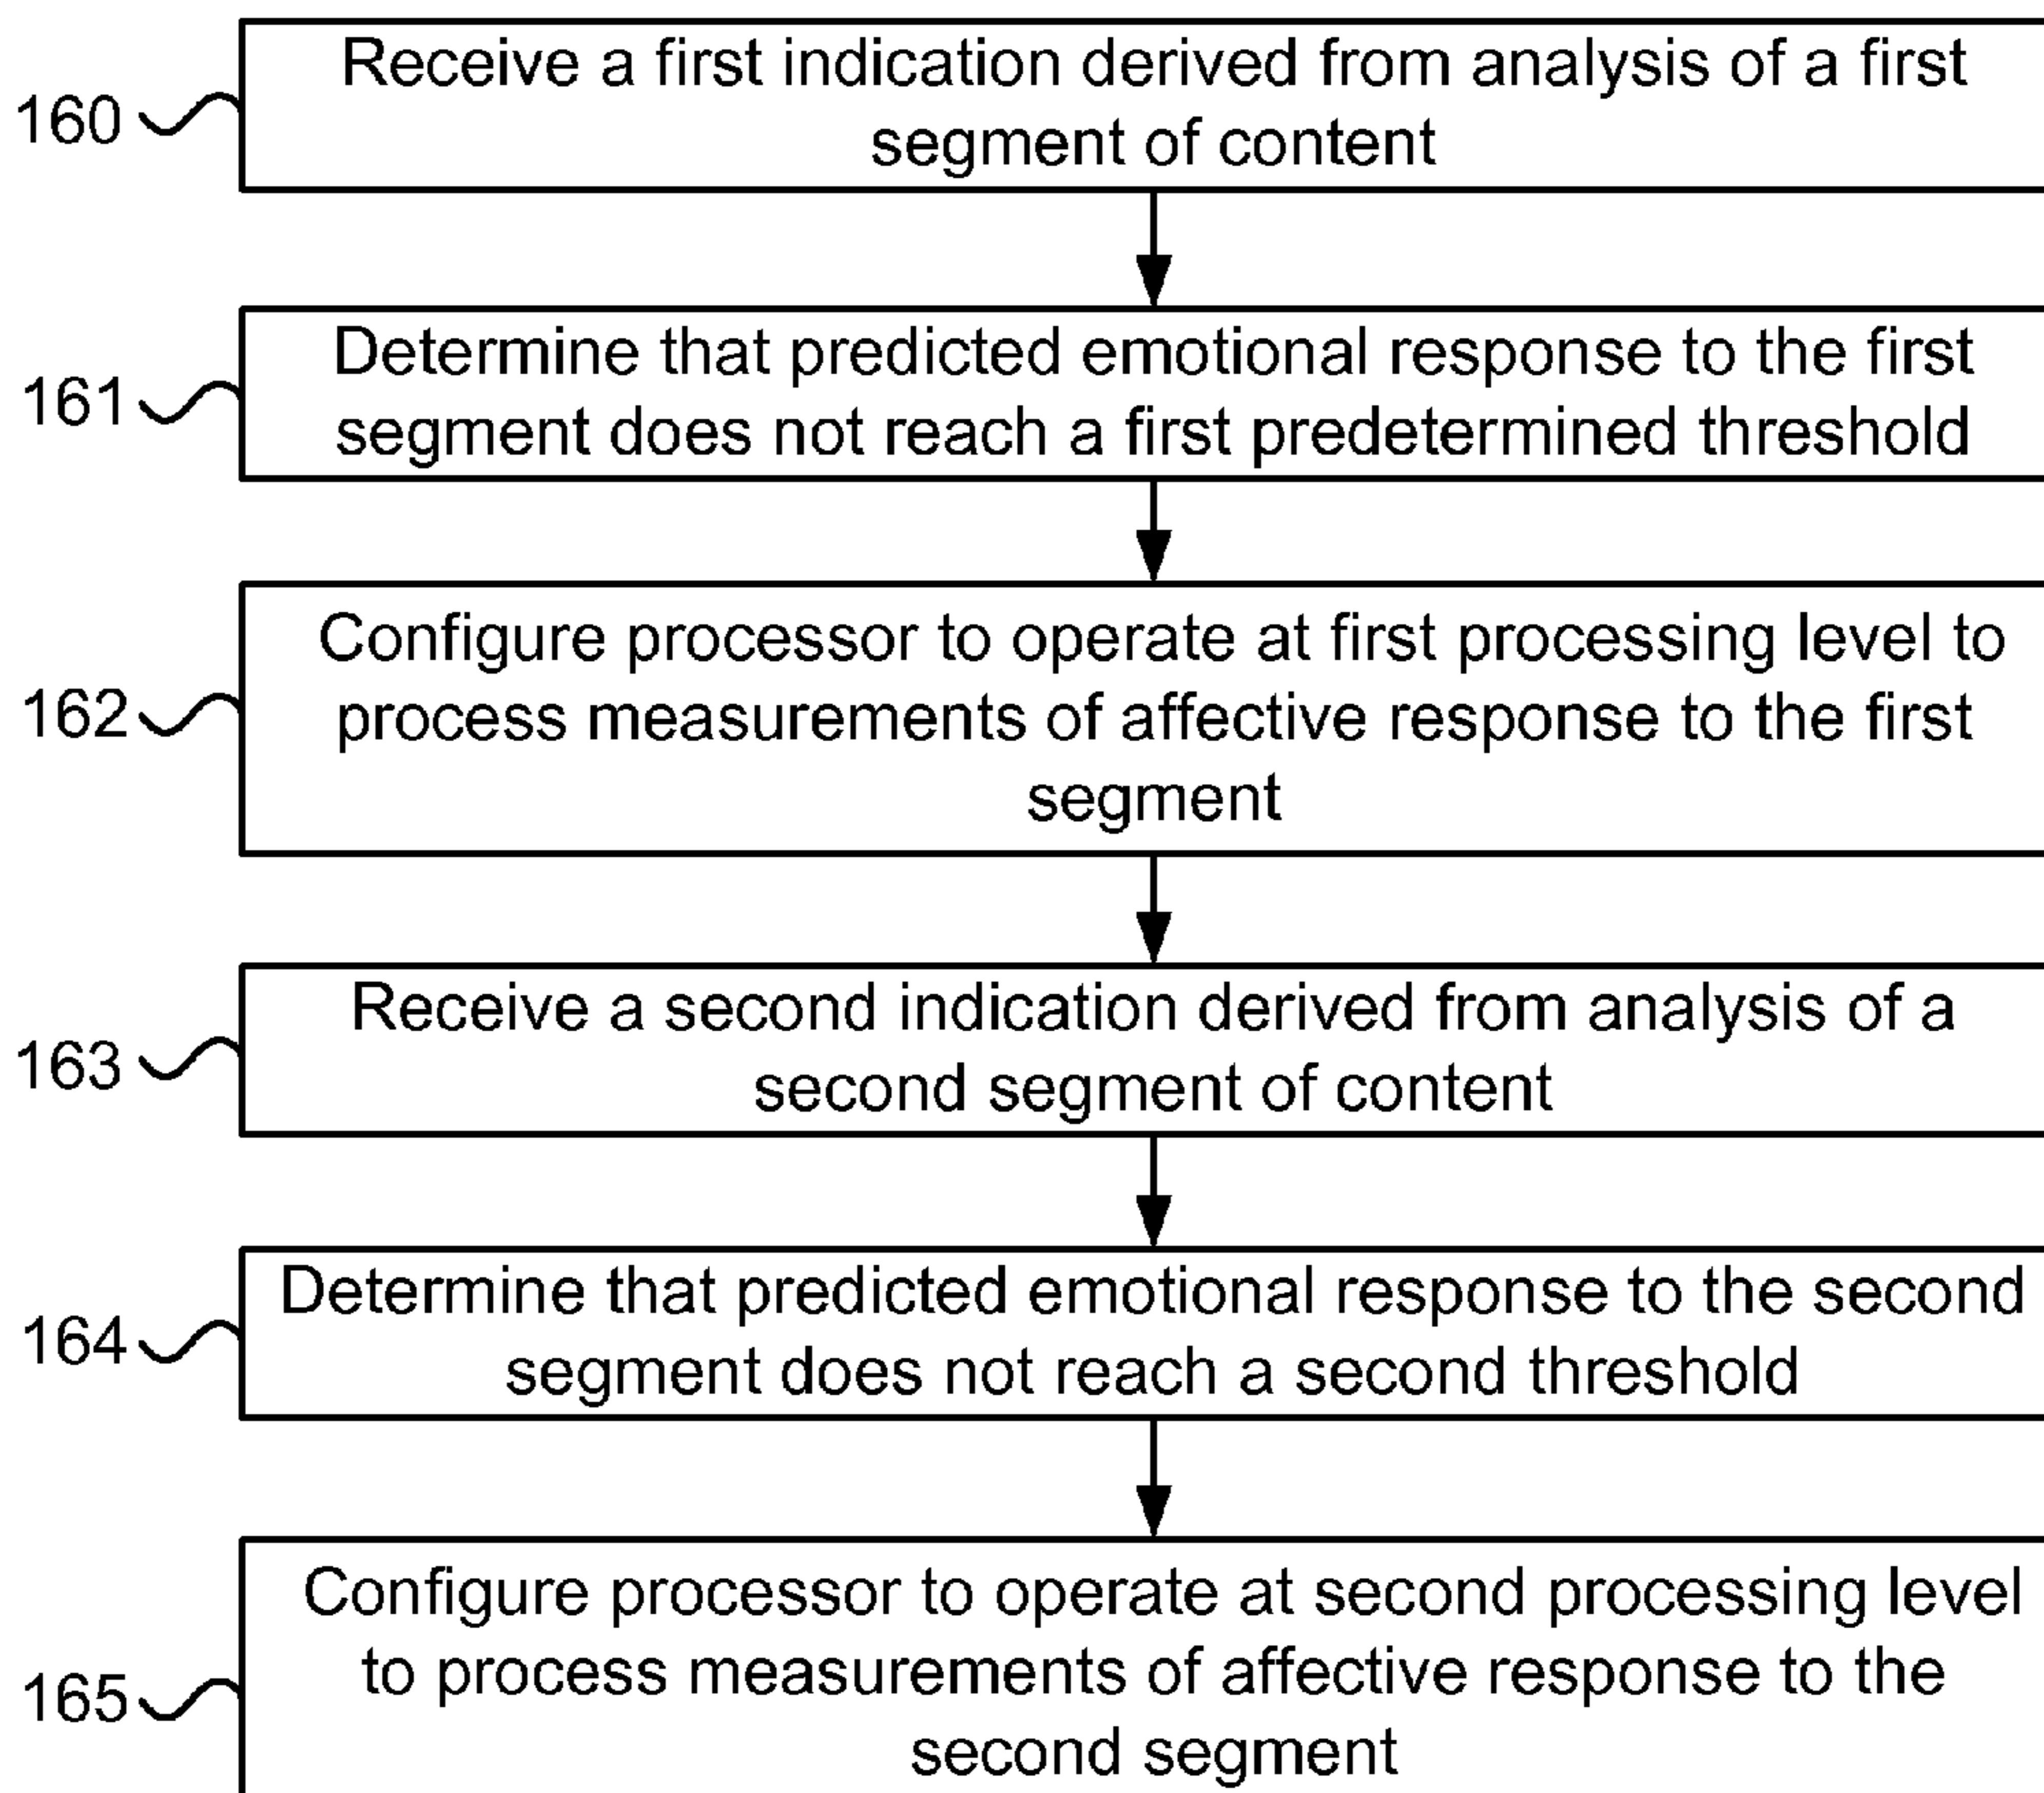 Receive a first indication derived from analysis of a first
segment of content
160
Determine that predicted emotional response to the first
segment does not reach a first predetermined threshold
161
Configure processor to operate at first processing level to
process measurements of affective response to the first
segment
162
Receive a second indication derived from analysis of a
second segment of content
163
Determine that predicted emotional response to the second
segment does not reach a second threshold
164
Configure processor to operate at second processing level
to process measurements of affective response to the
second segment
165